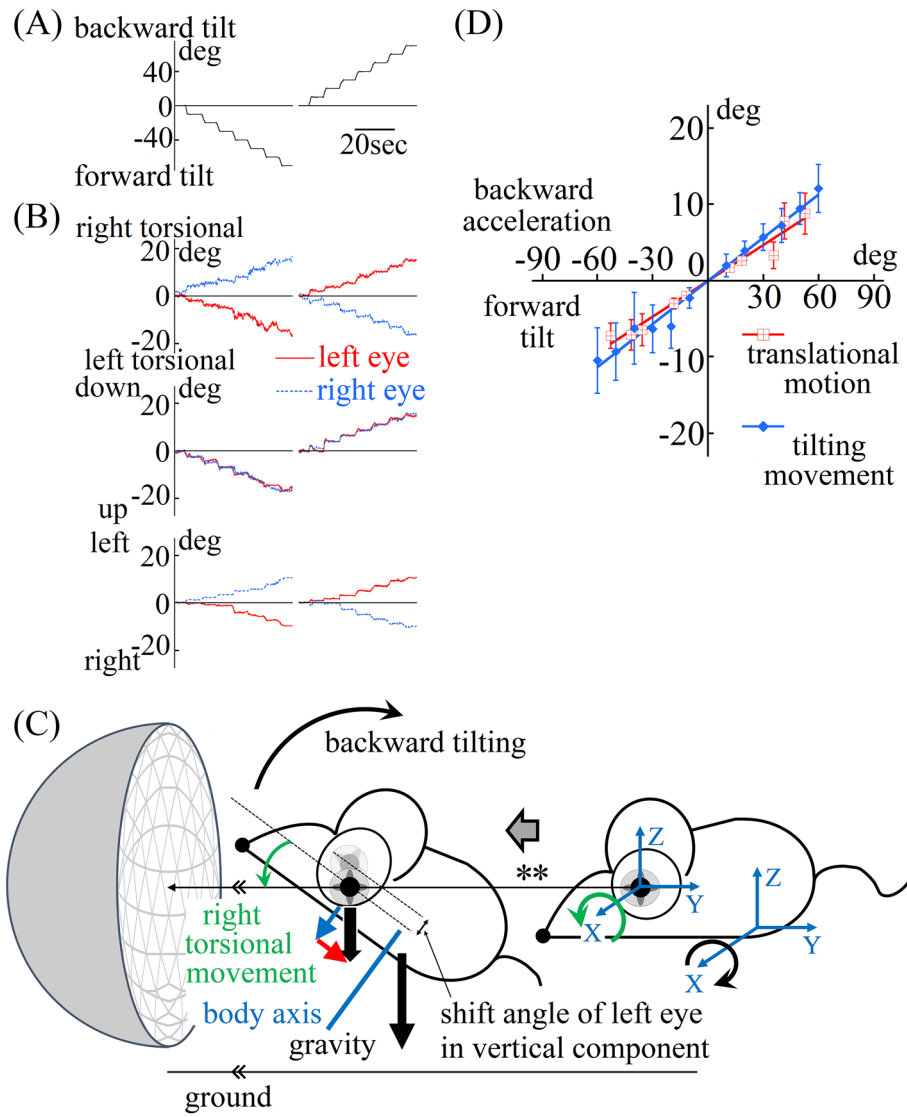 (A)
backward tilt
deg
40
0
-40
forward tilt
20sec
(B)
right torsional
20 deg
0
-20
left torsional
left eye
right eye
down
deg
20
0
-20
up
left
deg
20
0
-20
right
(D)
deg
20
10
0
-10
-20
backward
acceleration
-90 -60 -30
30 60 90
deg
forward
tilt
translational
motion
tilting
movement
(C)
backward tilting
**
right
torsional
movement
body axis
gravity
shift angle of left eye
in vertical component
ground
Z
Y
X
Z
Y
X